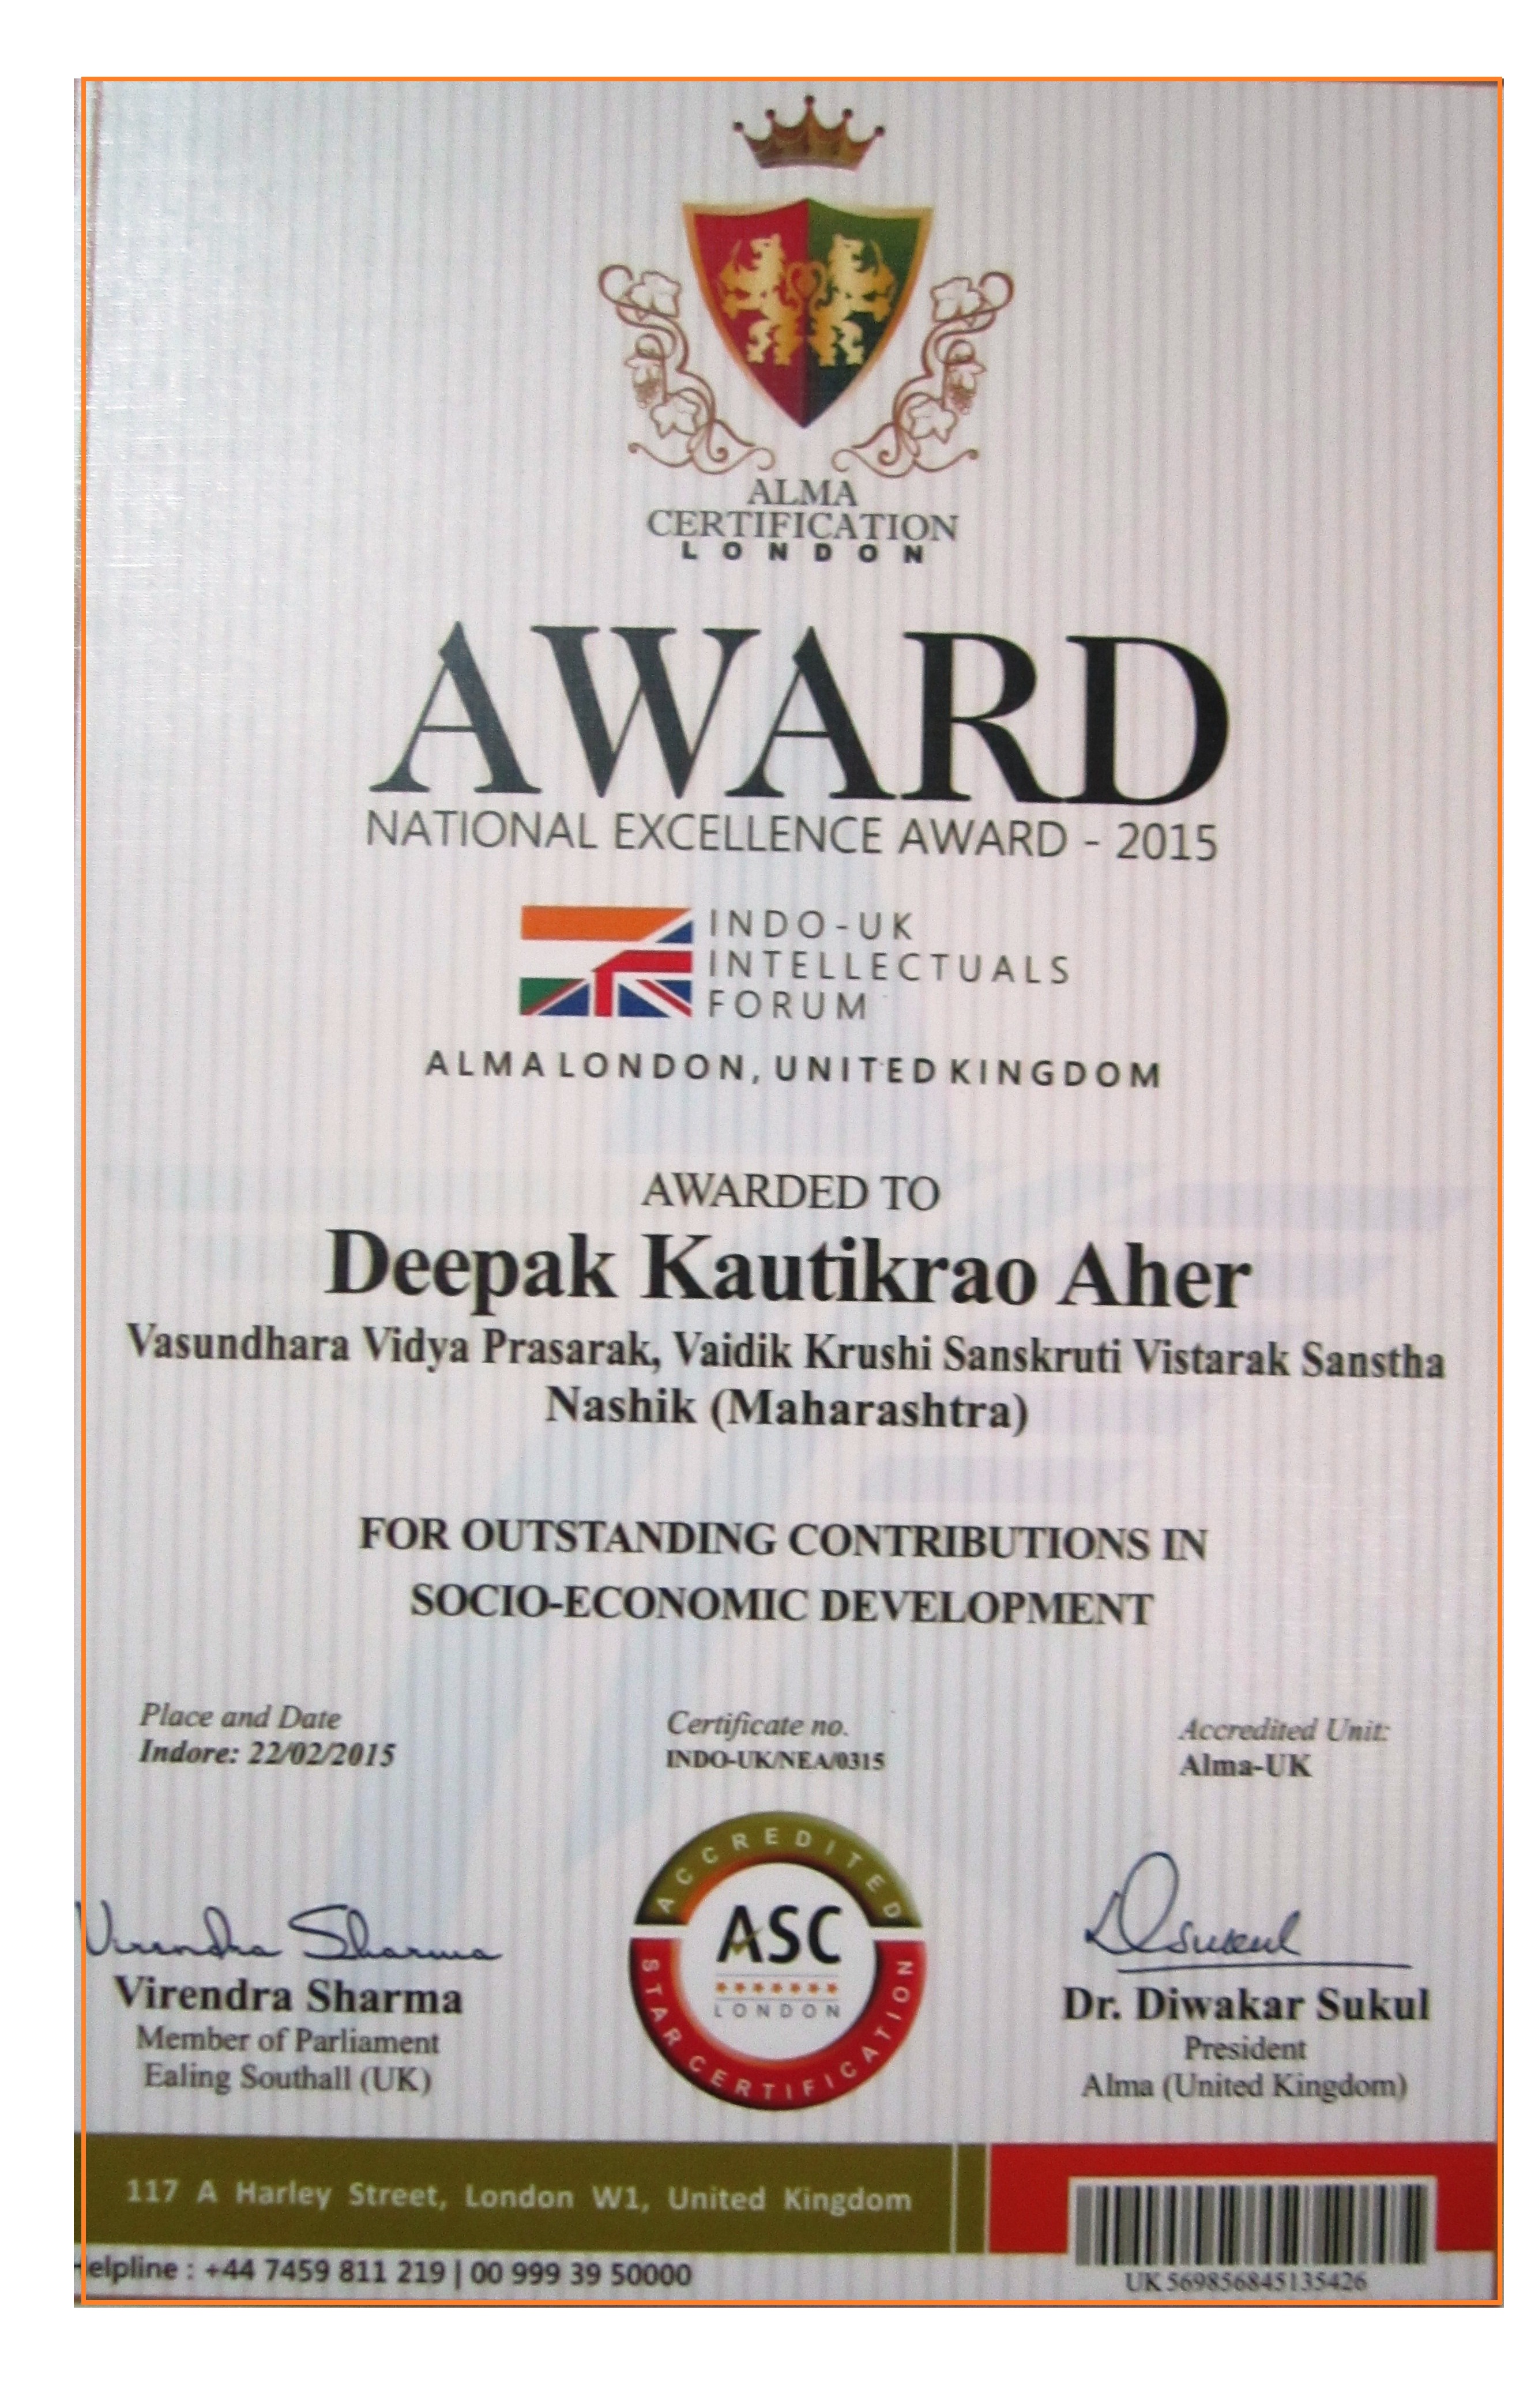 ALMA
CERTIFICATION
LONDON
AWARD
NATIONAL EXCELLENCE AWARD - 2015
INDO-UK
INTELLECTUALS
FORUM
ALMA LONDON, UNITED KINGDOM
AWARDED TO
Deepak Kautikrao Aher
Vasundhara Vidya Prasarak, Vaidik Krushi Sanskruti Vistarak Sanstha
Nashik (Maharashtra)
FOR OUTSTANDING CONTRIBUTIONS IN
SOCIO-ECONOMIC DEVELOPMENT
Place and Date
Indore: 22/02/2015
Certificate no.
INDO-UK/NEA/0315
Accredited Unit:
Alma-UK
Virendra Sharma
Virendra Sharma
Member of Parliament
Ealing Southall (UK)
ACCREDITED
ASC
LONDON
STAR CERTIFICATION
DSukul
Dr. Diwakar Sukul
President
Alma (United Kingdom)
117 A Harley Street, London W1, United Kingdom
elpline : +44 7459 811 219 | 00 999 39 50000
UK569856845135426